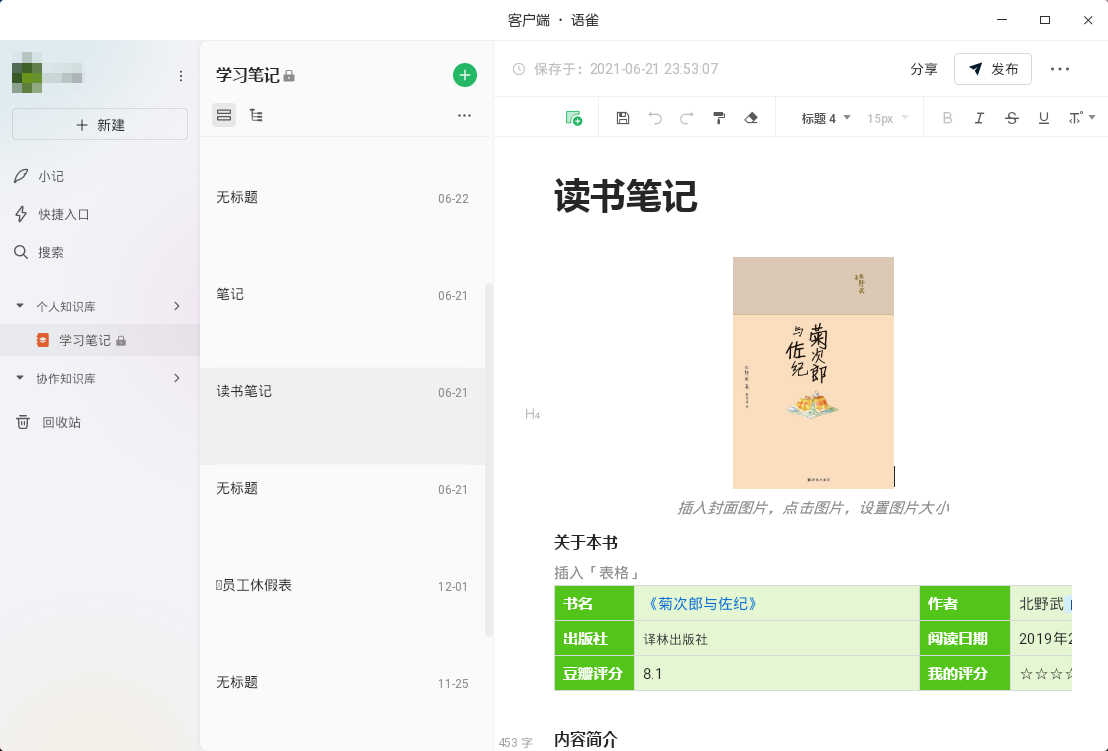 客户端 · 语雀
新建
小记
快捷入口
搜索
个人知识库
学习笔记
协作知识库
回收站
学习笔记
无标题 06-22
笔记 06-21
读书笔记 06-21
无标题 06-21
员工休假表 12-01
无标题 11-25
保存于：2021-06-21 23:53:07
分享 发布
标题 4 15px B I S U
读书笔记
菊次郎
与佐纪
H4
插入封面图片，点击图片，设置图片大小
关于本书
插入「表格」
书名 《菊次郎与佐纪》 作者 北野武
出版社 译林出版社 阅读日期 2019年2
豆瓣评分 8.1 我的评分 ☆☆☆☆
453 字
内容简介